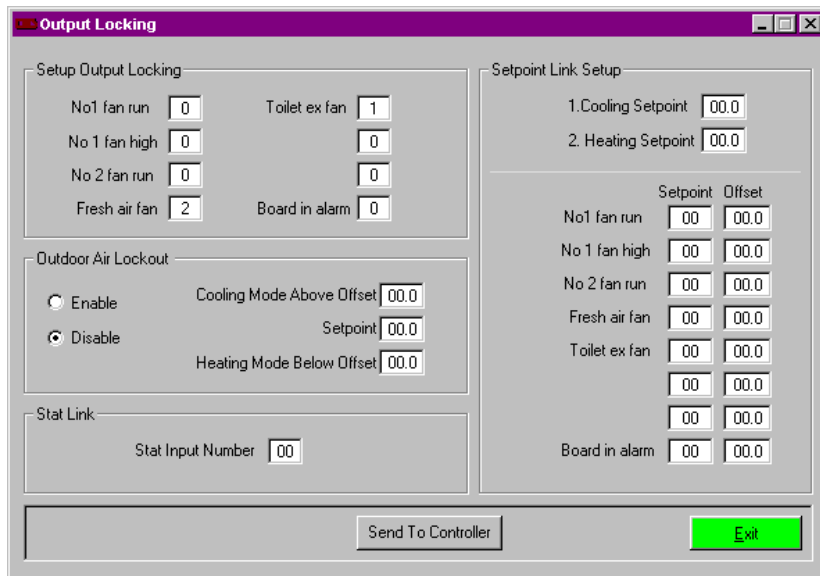 Output Locking
Setup Output Locking
No1 fan run 0 Toilet ex fan 1
No 1 fan high 0 0
No 2 fan run 0 0
Fresh air fan 2 Board in alarm 0
Outdoor Air Lockout
Enable
Disable
Cooling Mode Above Offset 00.0
Setpoint 00.0
Heating Mode Below Offset 00.0
Stat Link
Stat Input Number 00
Setpoint Link Setup
1.Cooling Setpoint 00.0
2. Heating Setpoint 00.0
Setpoint Offset
No1 fan run 00 00.0
No 1 fan high 00 00.0
No 2 fan run 00 00.0
Fresh air fan 00 00.0
Toilet ex fan 00 00.0
00 00.0
00 00.0
Board in alarm 00 00.0
Send To Controller
Exit